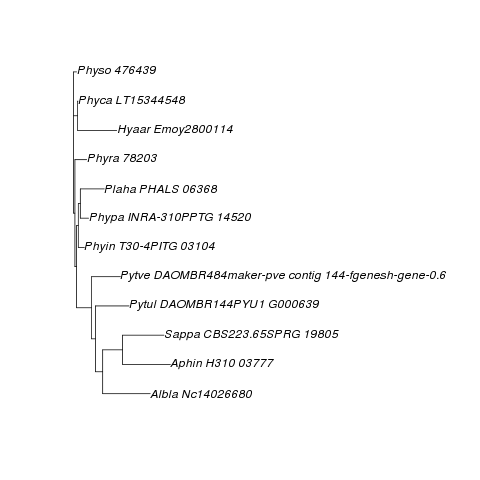 Physo 476439
Phyca LT15344548
Hyaar Emoy2800114
Phyra 78203
Plaha PHALS 06368
Phypa INRA-310PPTG 14520
Phyin T30-4PITG 03104
Pytve DAOMBR484maker-pve contig 144-fgenesh-gene-0.6
Pytul DAOMBR144PYU1 G000639
Sappa CBS223.65SPRG 19805
Aphin H310 03777
Albla Nc14026680